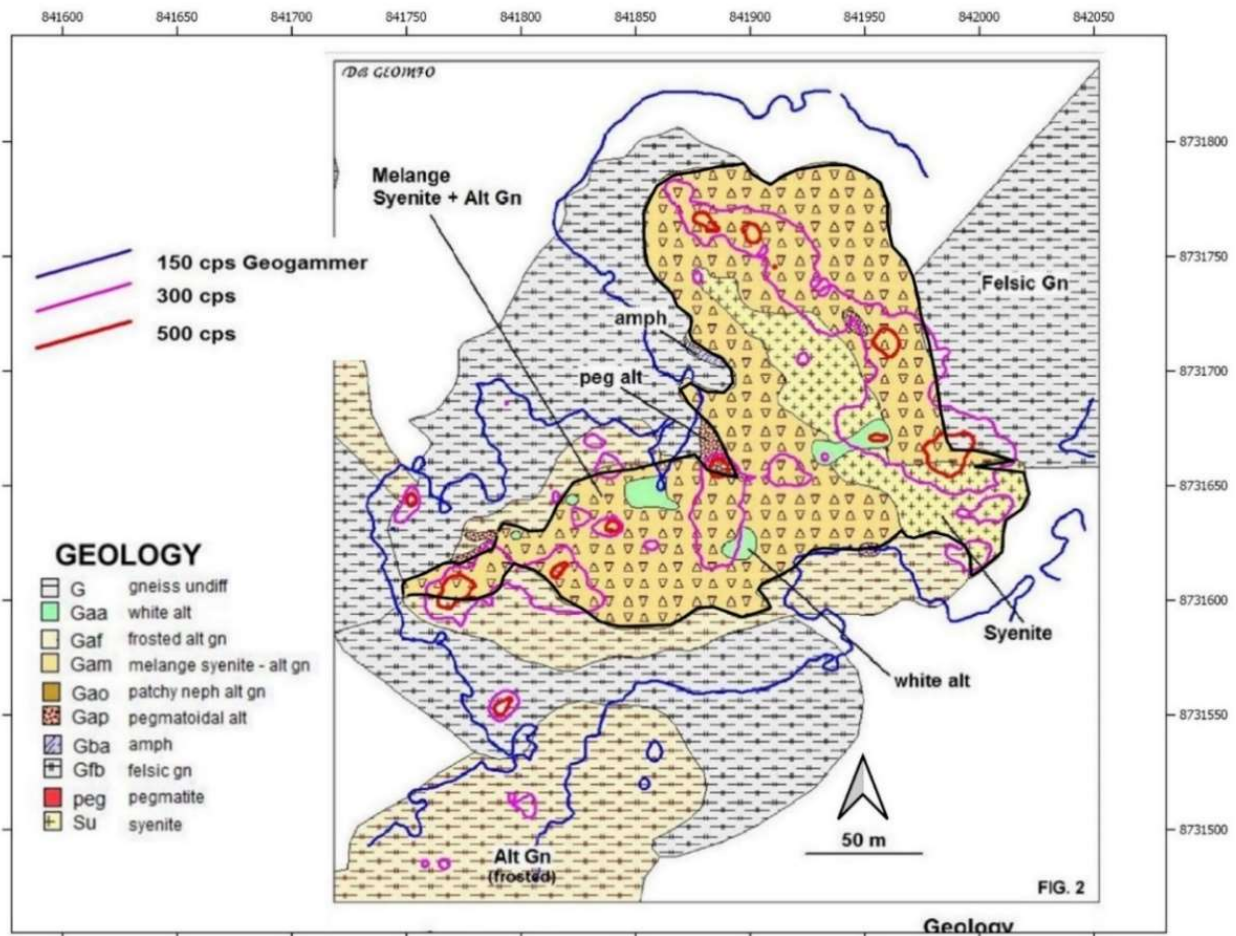 841600 841650 841700 841750 841800 841850 841900 841950 842000 842050
DB GEOINFO
8731800
Melange
Syenite + Alt Gn
8731750
150 cps Geogammer
300 cps
500 cps
Felsic Gn
amph
8731700
peg alt
8731650
GEOLOGY
G gneiss undiff
Gaa white alt
Gaf frosted alt gn
Gam melange syenite - alt gn
Gao patchy neph alt gn
Gap pegmatoidal alt
Gba amph
Gfb felsic gn
peg pegmatite
Su syenite
8731600
Syenite
white alt
8731550
8731500
50 m
Alt Gn
(frosted)
FIG. 2
Geology